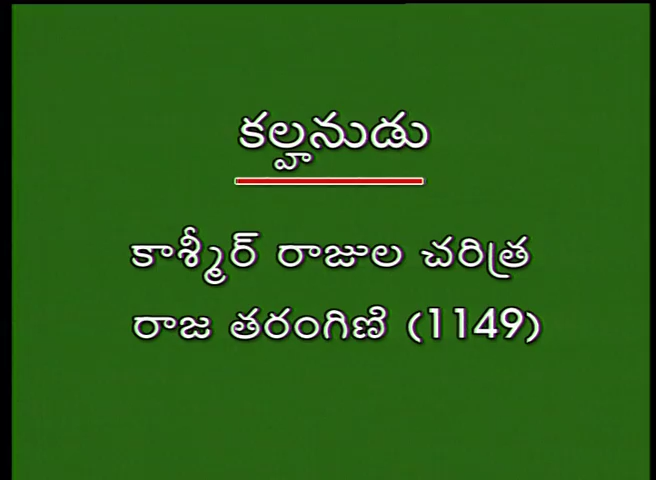 కల్హనుడు
కాశ్మీర్ రాజుల చరిత్ర
రాజ తరంగిణి (1149)